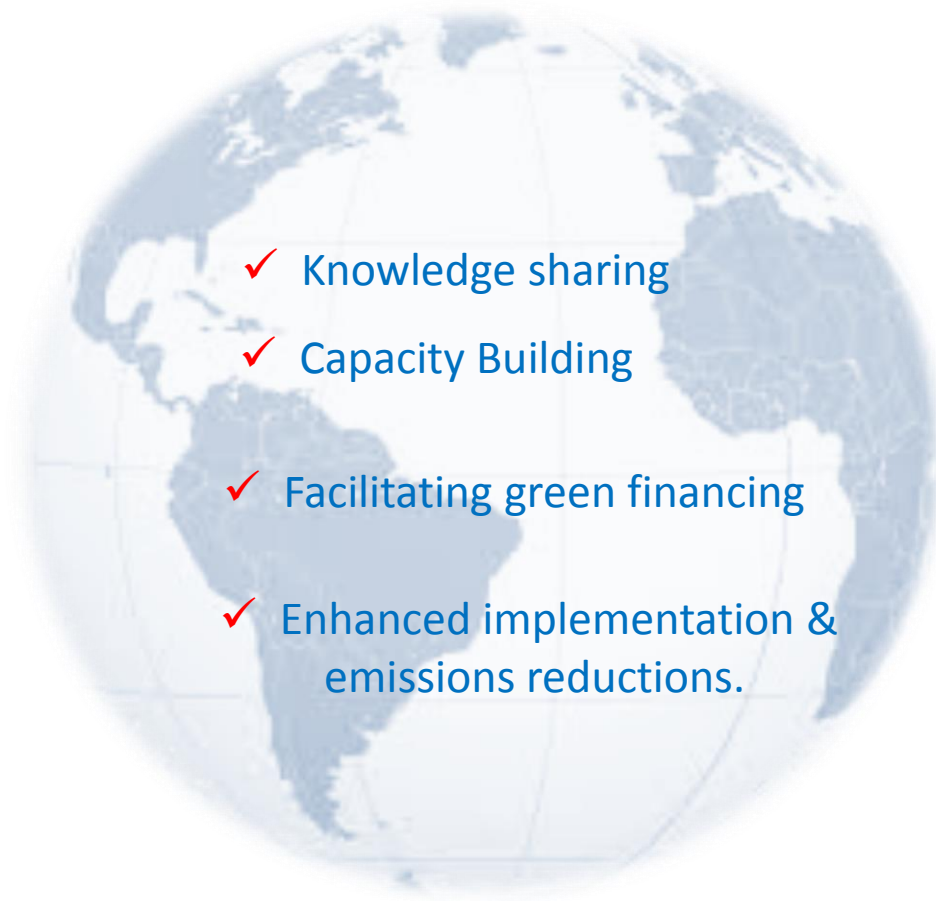 ✓ Knowledge sharing
✓ Capacity Building
✓ Facilitating green financing
✓ Enhanced implementation &
emissions reductions.